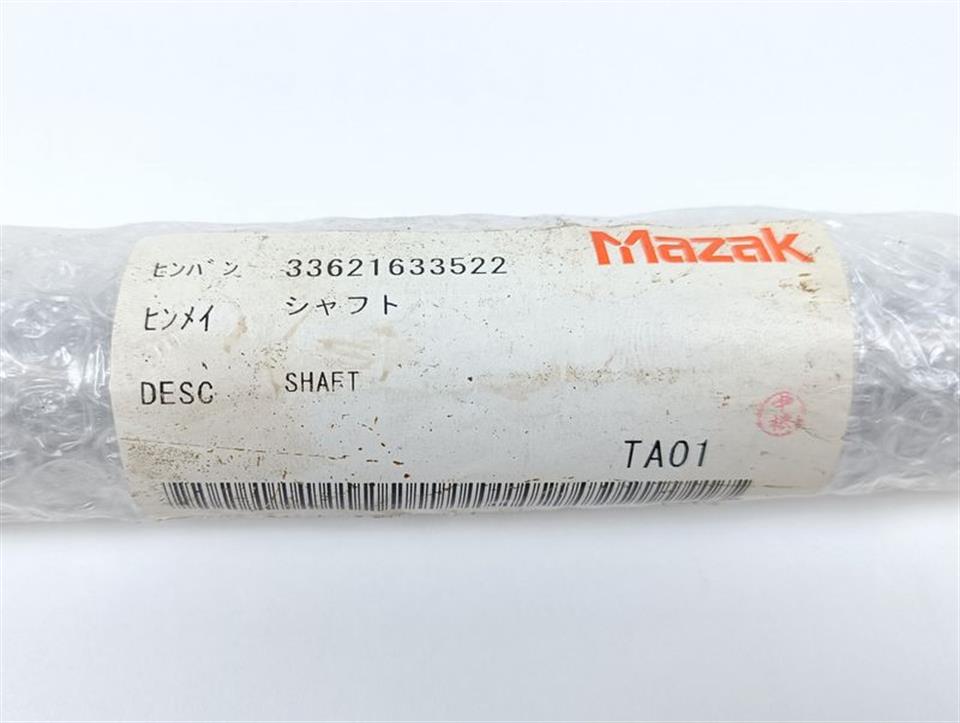 Mazak
ヒンバン 33621633522
ヒンメイ シャフト
DESC SHAFT
TA01